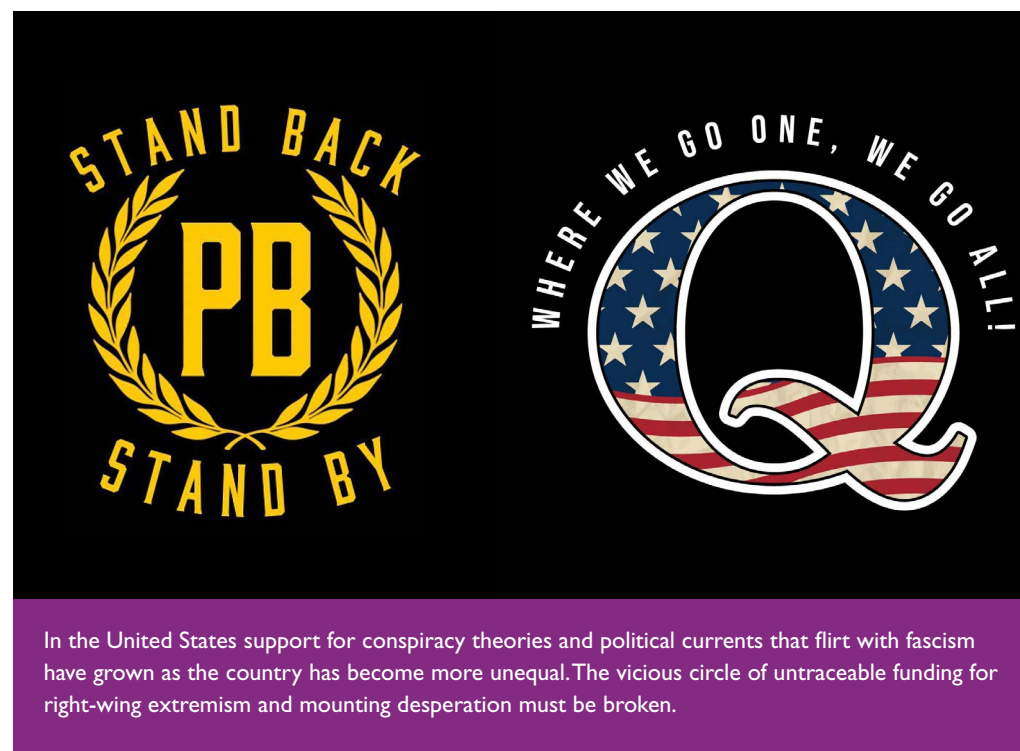 STAND BACK
PB
STAND BY
WHERE WE GO ONE, WE GO ALL!
Q
In the United States support for conspiracy theories and political currents that flirt with fascism
have grown as the country has become more unequal. The vicious circle of untraceable funding for
right-wing extremism and mounting desperation must be broken.